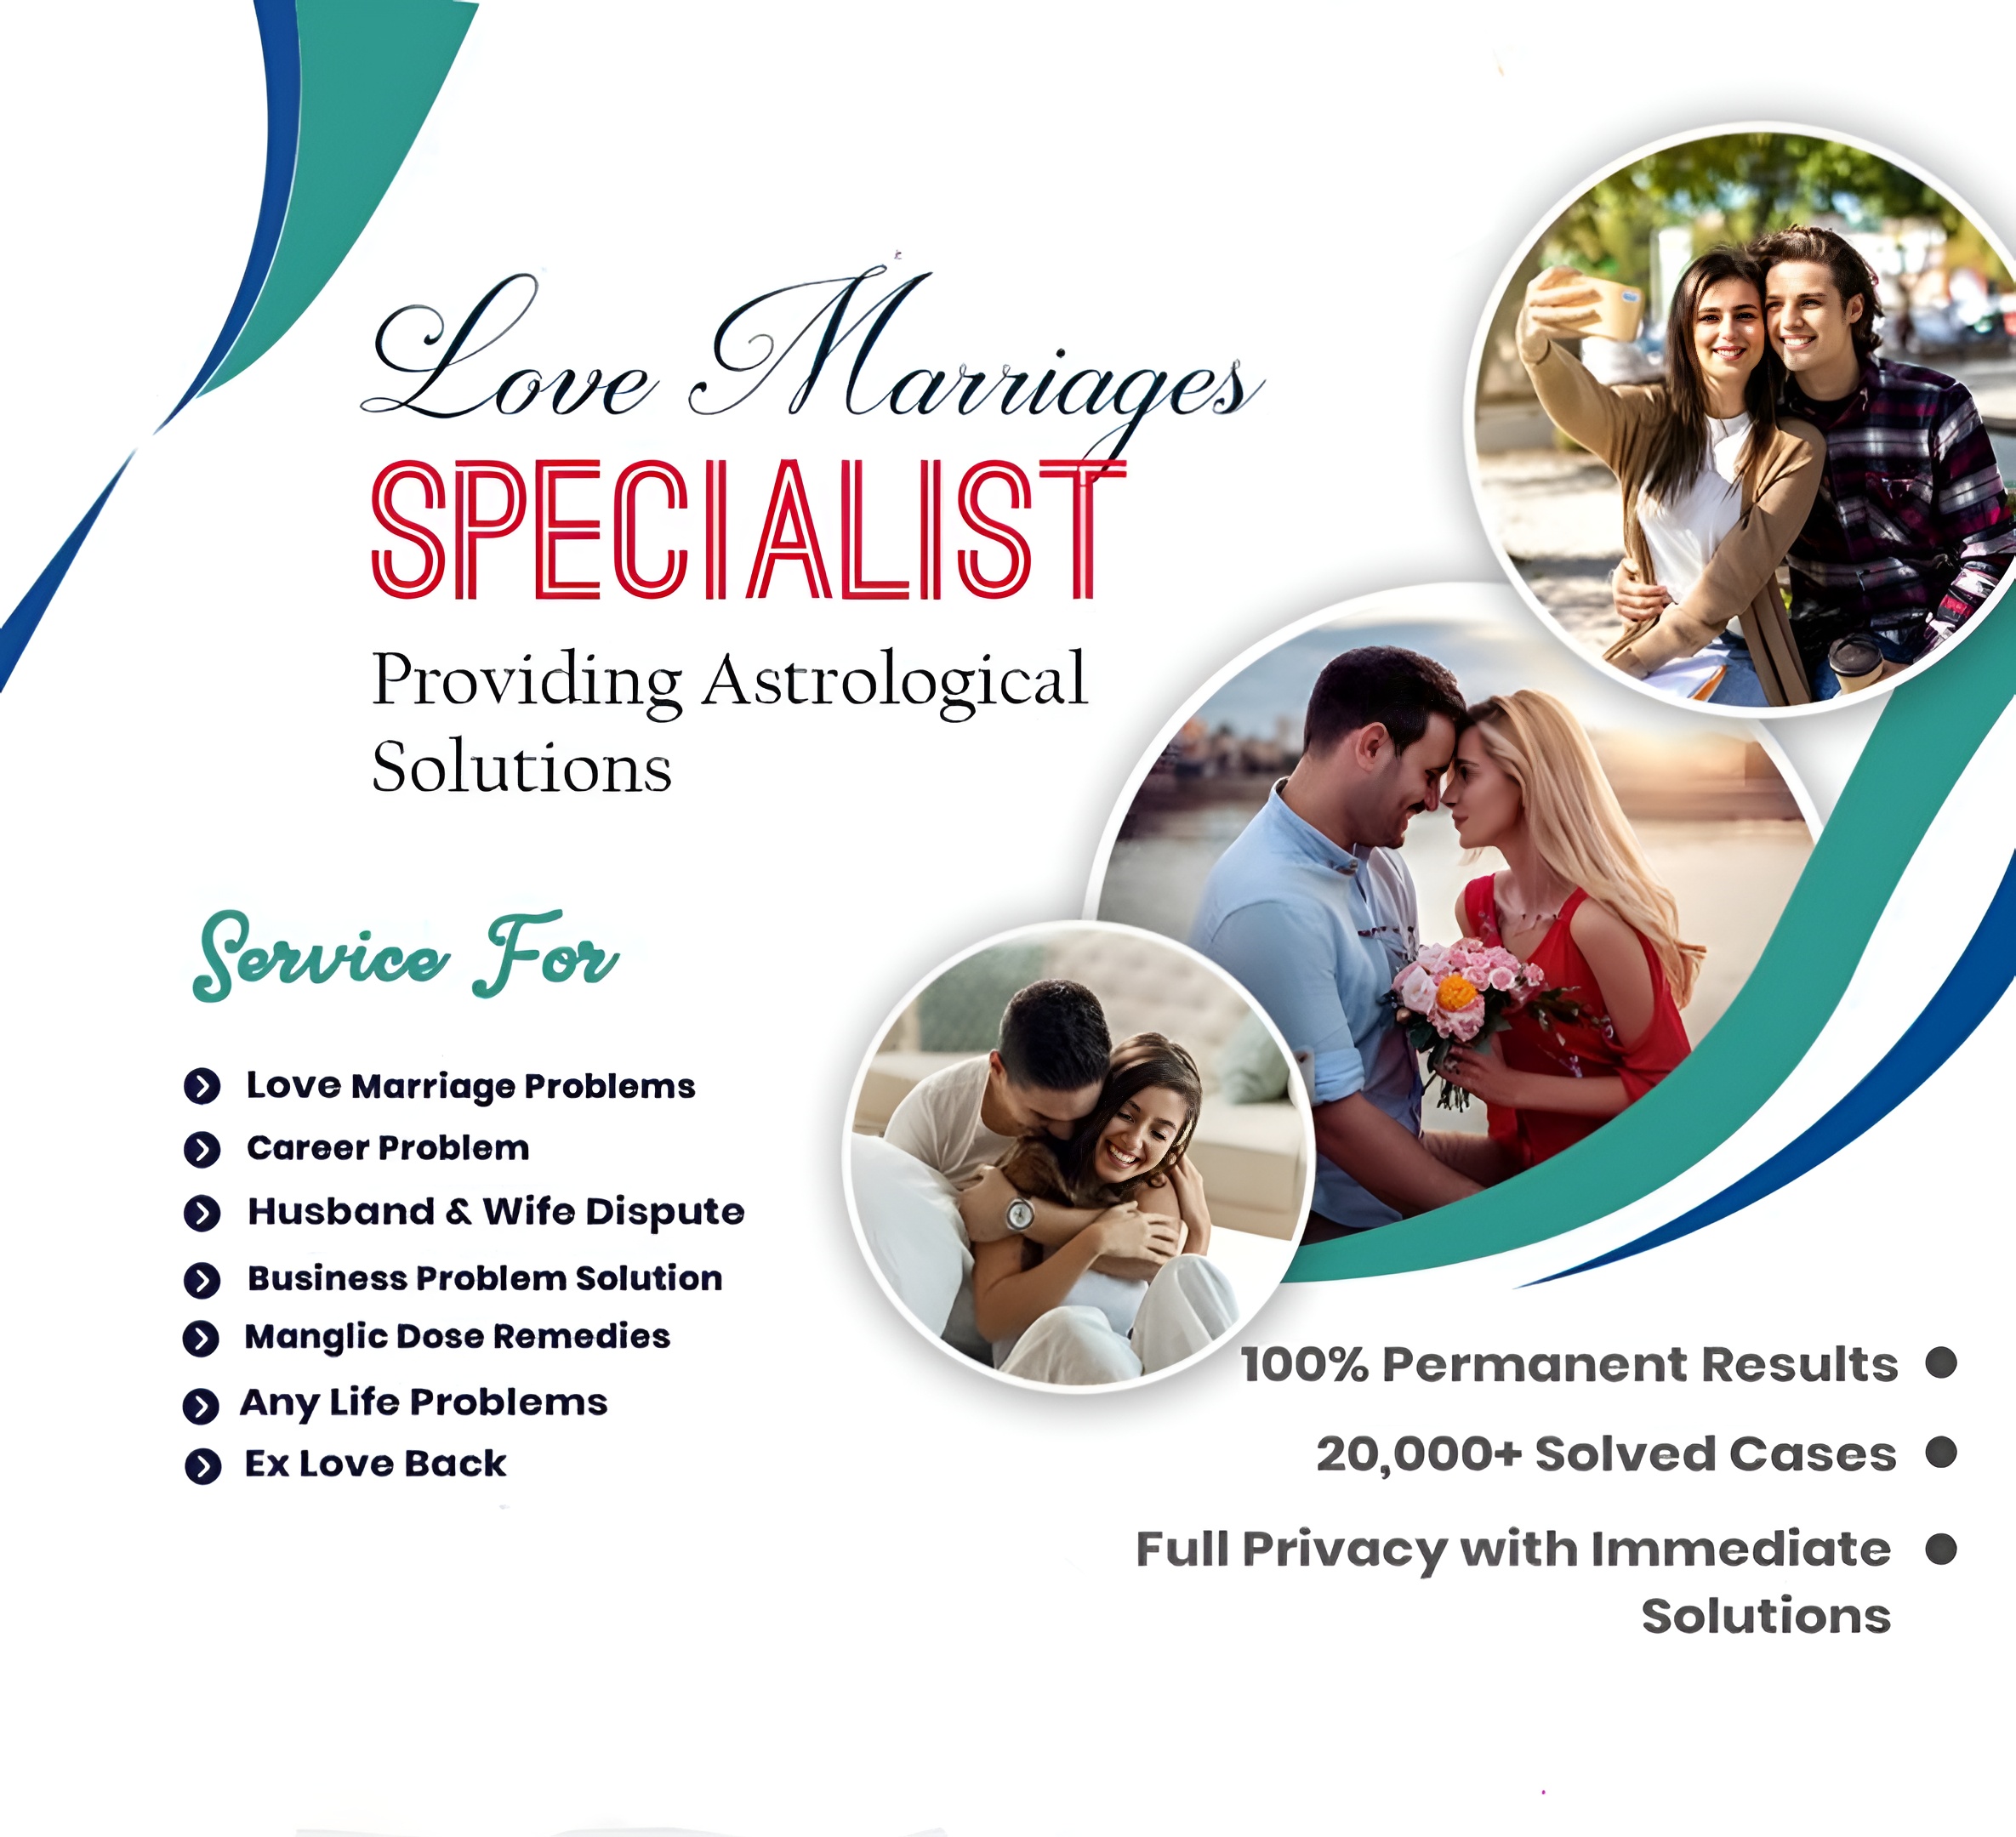 Love Marriages
SPECIALIST
Providing Astrological
Solutions
Service For
Love Marriage Problems
Career Problem
Husband & Wife Dispute
Business Problem Solution
Manglic Dose Remedies
Any Life Problems
Ex Love Back
100% Permanent Results
20,000+ Solved Cases
Full Privacy with Immediate
Solutions